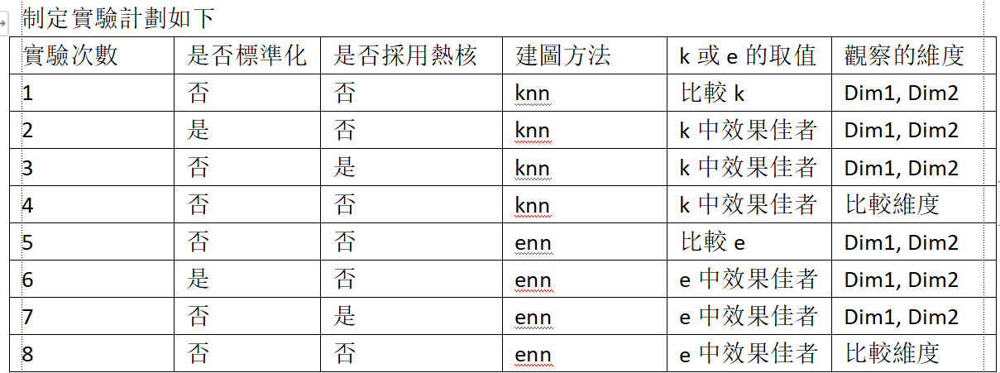 制定實驗計劃如下
實驗次數 是否標準化 是否採用熱核 建圖方法 k 或 e 的取值 觀察的維度
1 否 否 knn 比較 k Dim1, Dim2
2 是 否 knn k 中效果佳者 Dim1, Dim2
3 否 是 knn k 中效果佳者 Dim1, Dim2
4 否 否 knn k 中效果佳者 比較維度
5 否 否 enn 比較 e Dim1, Dim2
6 是 否 enn e 中效果佳者 Dim1, Dim2
7 否 是 enn e 中效果佳者 Dim1, Dim2
8 否 否 enn e 中效果佳者 比較維度